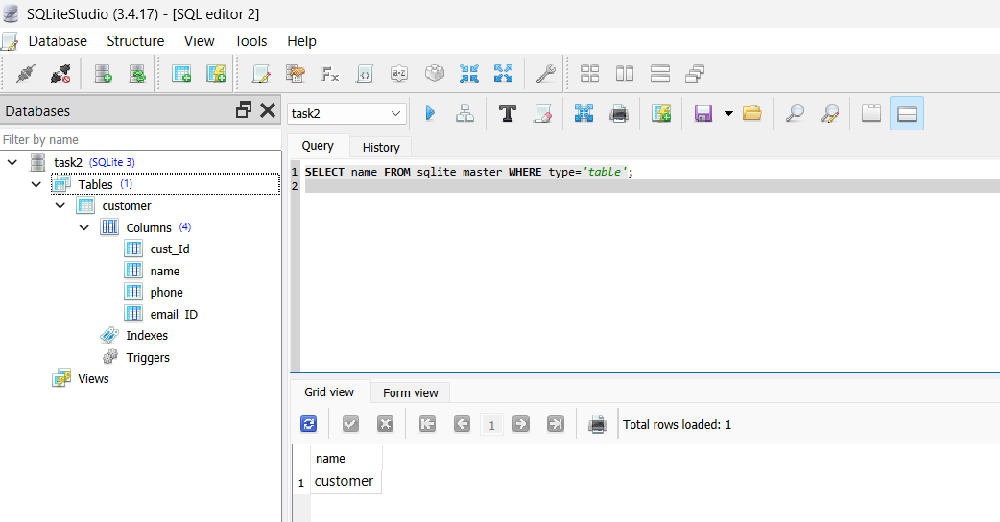 SQLiteStudio (3.4.17) - [SQL editor 2]
Database Structure View Tools Help
Databases
Filter by name
task2 (SQLite 3)
Tables (1)
customer
Columns (4)
cust_Id
name
phone
email_ID
Indexes
Triggers
Views
task2
Query History
1 SELECT name FROM sqlite_master WHERE type='table';
2
Grid view Form view
1 Total rows loaded: 1
name
1 customer